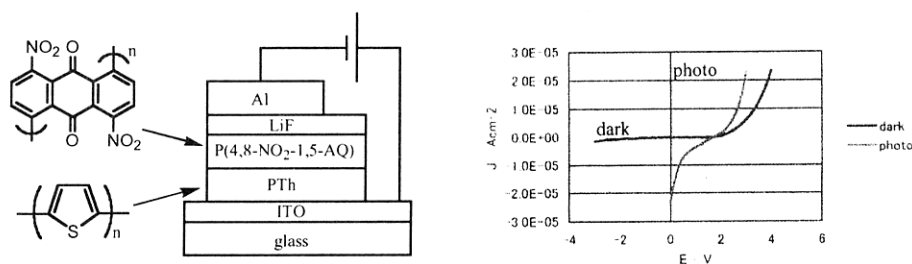 NO2
O
n
O
NO2
S
n
Al
LiF
P(4,8-NO2-1,5-AQ)
PTh
ITO
glass
3.0E-05
2.0E-05
1.0E-05
0.0E+00
-1.0E-05
-2.0E-05
-3.0E-05
J Acm-2
photo
dark
-4 -2 0 2 4 6
E V
dark
photo